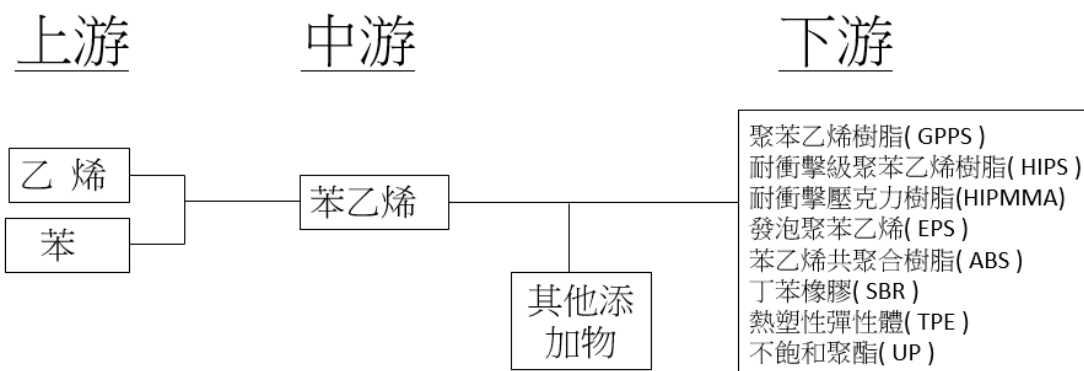 上游
中游
下游
乙 烯
苯
苯乙烯
其他添
加物
聚苯乙烯樹脂( GPPS )
耐衝擊級聚苯乙烯樹脂( HIPS )
耐衝擊壓克力樹脂(HIPMMA)
發泡聚苯乙烯( EPS )
苯乙烯共聚合樹脂( ABS )
丁苯橡膠( SBR )
熱塑性彈性體( TPE )
不飽和聚酯( UP )